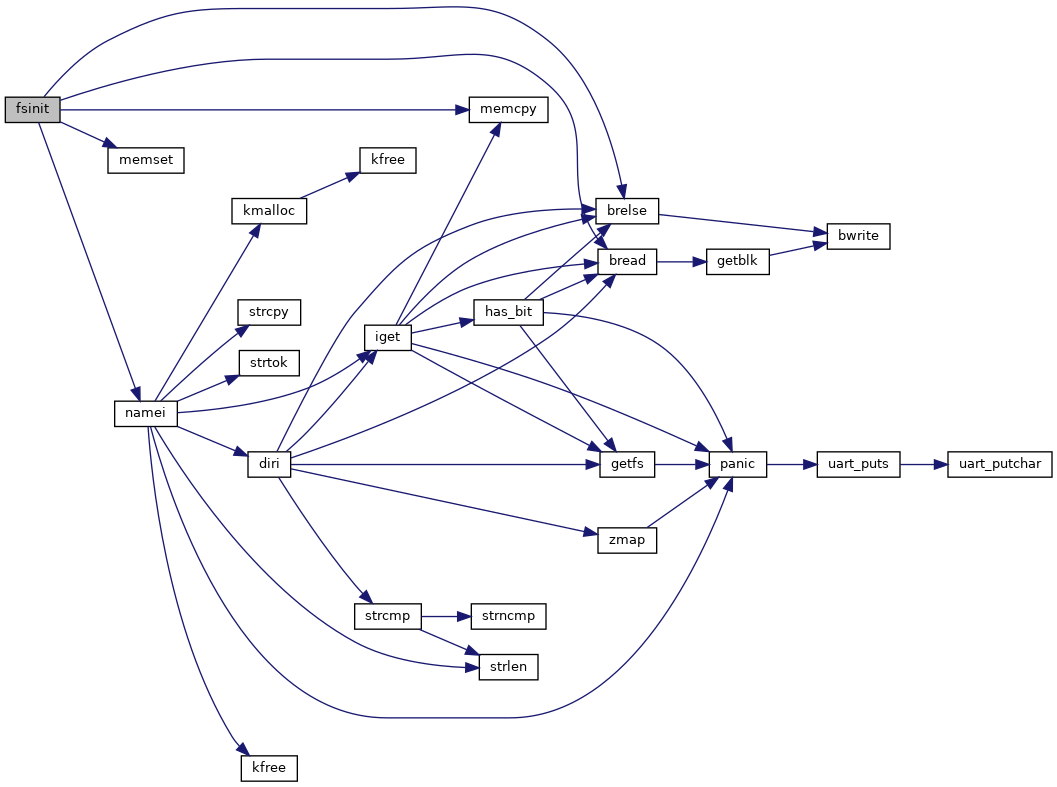 fsinit
memcpy
memset
kfree
kmalloc
brelse
bwrite
bread
getblk
strcpy
has_bit
iget
strtok
namei
diri
getfs
panic
uart_puts
uart_putchar
zmap
strcmp
strncmp
strlen
kfree